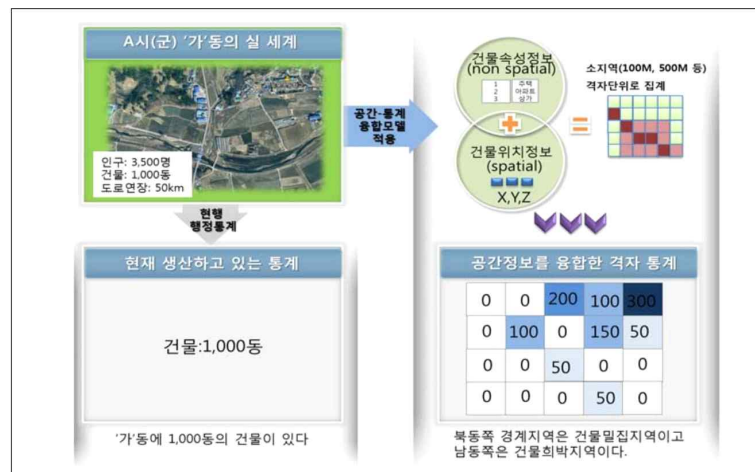 A시(군) '가'동의 실 세계
인구: 3,500명
건물: 1,000동
도로연장: 50km
공간-통계
융합모델
적용
건물속성정보
(non spatial)
1 주택
2 아파트
3 상가
건물위치정보
(spatial)
X,Y,Z
소지역(100M, 500M 등)
격자단위로 집계
현행
행정통계
현재 생산하고 있는 통계
건물:1,000동
'가'동에 1,000동의 건물이 있다
공간정보를 융합한 격자 통계
0 0 200 100 300
0 100 0 150 50
0 0 50 0 0
0 0 0 50 0
북동쪽 경계지역은 건물밀집지역이고
남동쪽은 건물희박지역이다.